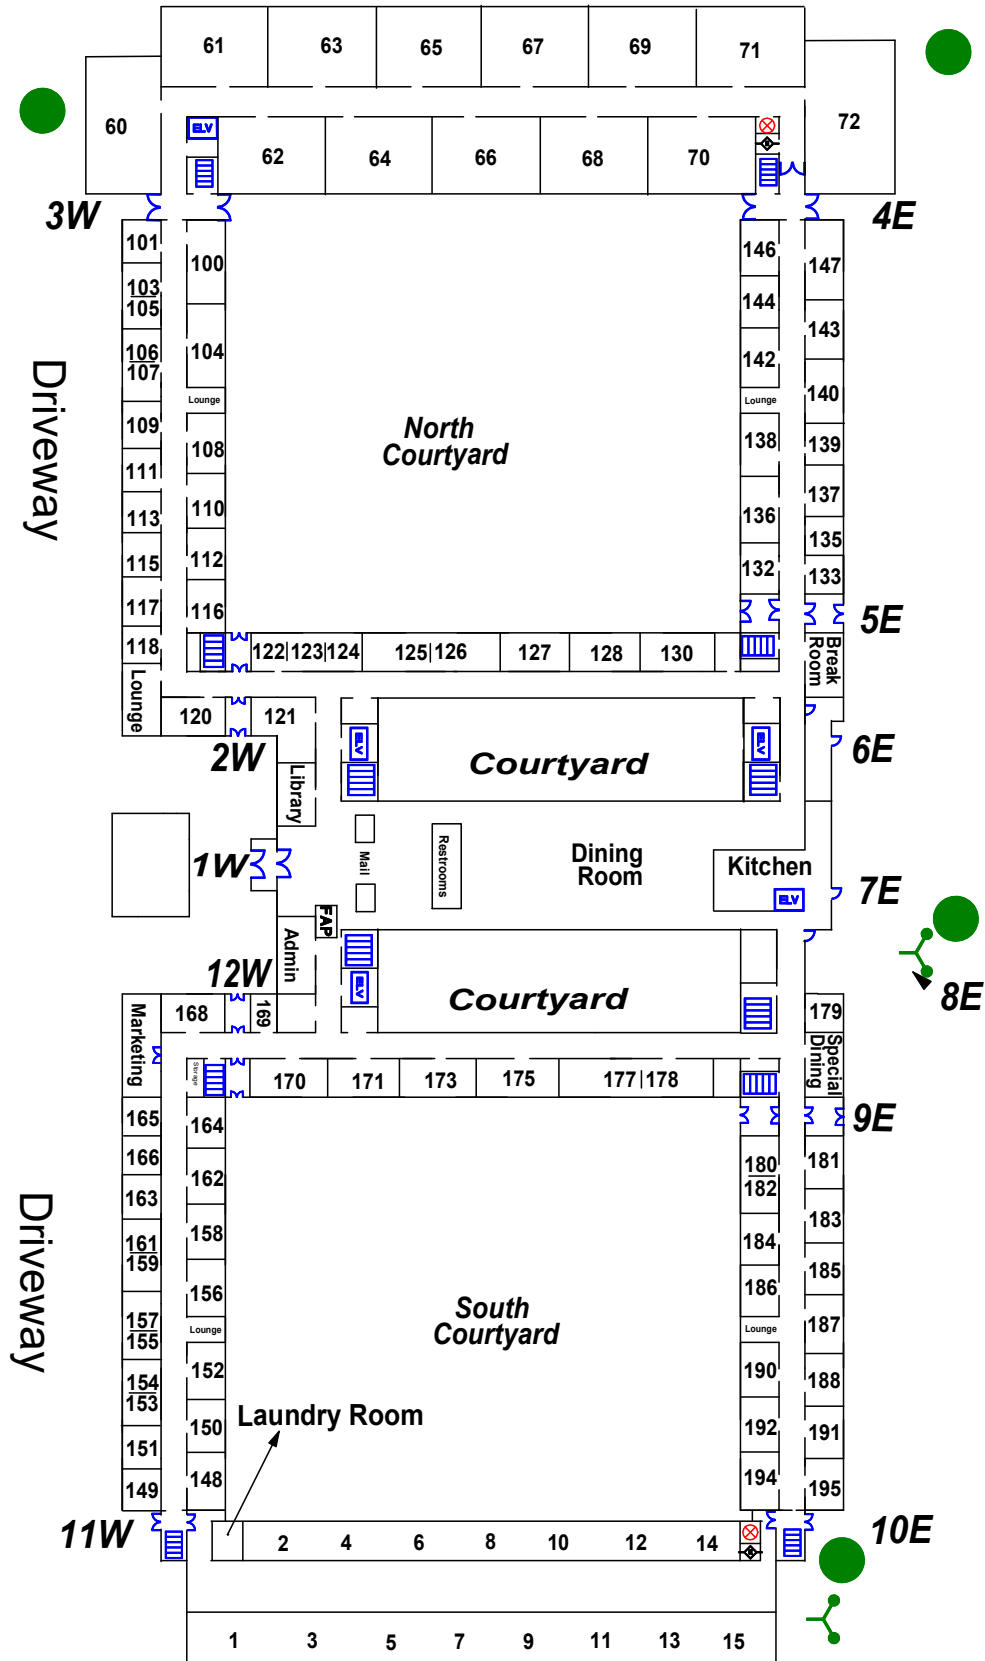 61 63 65 67 69 71
60 ELV 62 64 66 68 70 72
3W 4E
101 100 146 147
103
105
144 143
106
107
104 142 140
Lounge Lounge
Driveway
109 108 North
Courtyard 138 139
111 110 136 137
113 112 135
115 132 133
117 116 5E
118 122|123|124 125|126 127 128 130 Break
Room
Lounge
120 121 ELV ELV 6E
2W Courtyard
Library
1W Mail Restrooms Dining
Room Kitchen
ELV 7E
FAP
Admin
12W ELV Courtyard 8E
Marketing 168 169 179
Storage 170 171 173 175 177|178 Special
Dining
165 164 9E
166 162 180
182 181
163 158 184 183
161
159
156 186 185
Driveway
157
155
Lounge South
Courtyard Lounge 187
154
153
152 190 188
151 150 Laundry Room 192 191
149 148 194 195
11W 10E
2 4 6 8 10 12 14
1 3 5 7 9 11 13 15